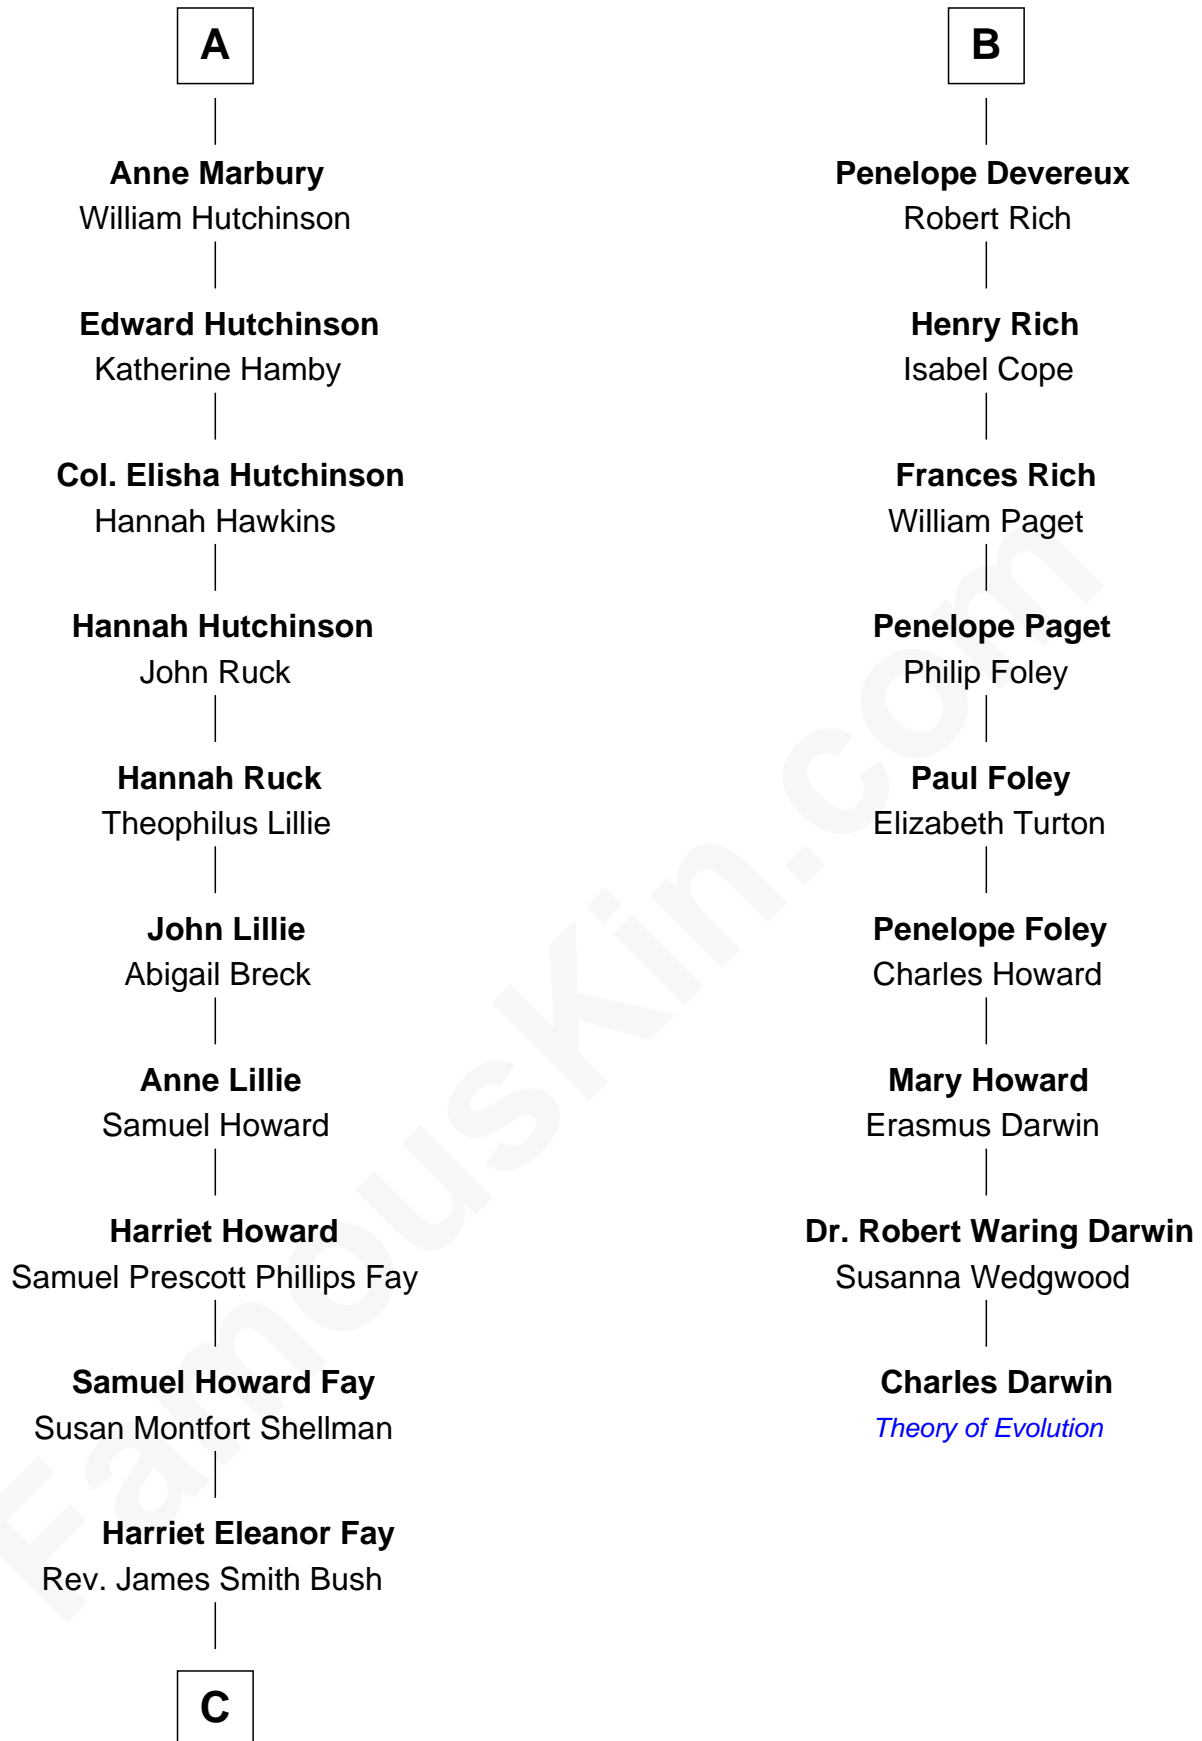 A
Anne Marbury
William Hutchinson
Edward Hutchinson
Katherine Hamby
Col. Elisha Hutchinson
Hannah Hawkins
Hannah Hutchinson
John Ruck
Hannah Ruck
Theophilus Lillie
John Lillie
Abigail Breck
Anne Lillie
Samuel Howard
Harriet Howard
Samuel Prescott Phillips Fay
Samuel Howard Fay
Susan Montfort Shellman
Harriet Eleanor Fay
Rev. James Smith Bush
C
B
Penelope Devereux
Robert Rich
Henry Rich
Isabel Cope
Frances Rich
William Paget
Penelope Paget
Philip Foley
Paul Foley
Elizabeth Turton
Penelope Foley
Charles Howard
Mary Howard
Erasmus Darwin
Dr. Robert Waring Darwin
Susanna Wedgwood
Charles Darwin
Theory of Evolution
FamousKin.com